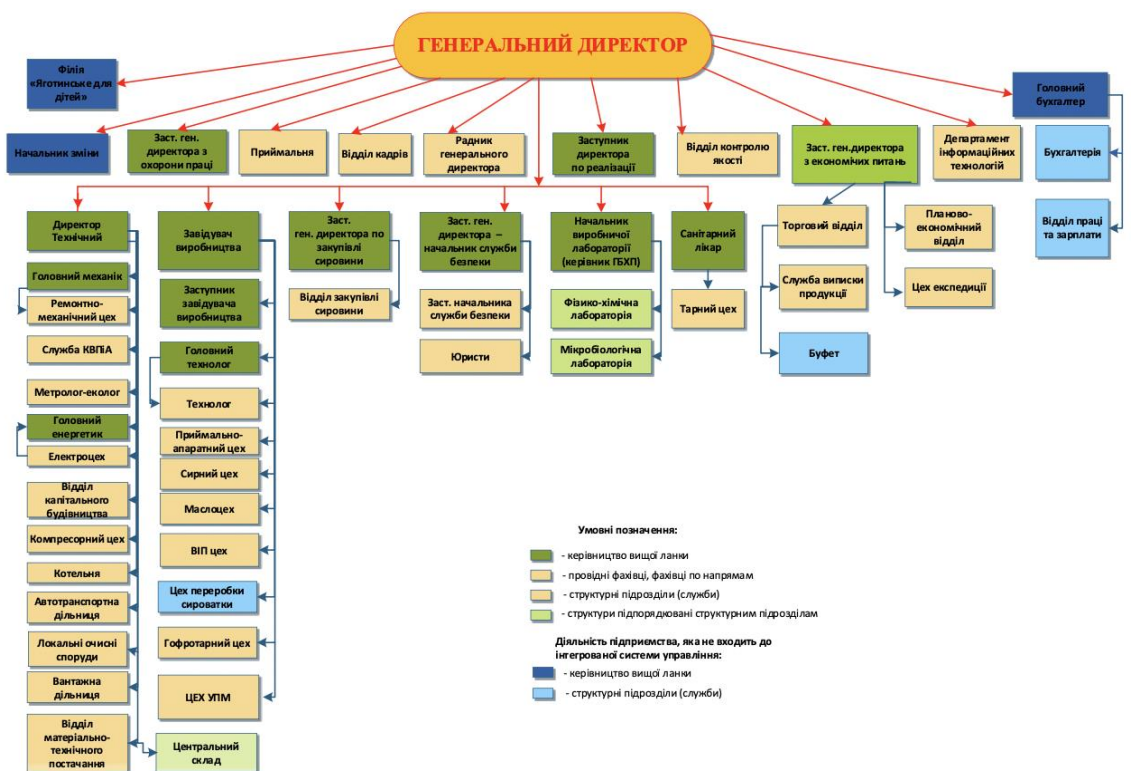 ГЕНЕРАЛЬНИЙ ДИРЕКТОР
Філія
«Яготинське для
дітей»
Головний
бухгалтер
Начальник зміни
Заст. ген.
директора з
охорони праці
Приймальня
Відділ кадрів
Радник
генерального
директора
Заступник
директора
по реалізації
Відділ контролю
якості
Заст. ген.директора
з економічих питань
Департамент
інформаційних
технологій
Бухгалтерія
Відділ праці
та зарплати
Директор
Технічний
Головний механік
Ремонтно-
механічний цех
Служба КВПіА
Метролог-еколог
Головний
енергетик
Електроцех
Відділ
капітального
будівництва
Компресорний цех
Котельня
Автотранспортна
дільниця
Локальні очисні
споруди
Вантажна
дільниця
Відділ
матеріально-
технічного
постачання
Центральний
склад
Завідувач
виробництва
Заступник
завідувача
виробництва
Головний
технолог
Технолог
Приймально-
апаратний цех
Сирний цех
Маслоцех
ВІП цех
Цех переробки
сироватки
Гофротарний цех
ЦЕХ УПМ
Заст.
ген. директора по
закупівлі
сировини
Відділ закупівлі
сировини
Заст. ген.
директора –
начальник служби
безпеки
Заст. начальника
служби безпеки
Юристи
Начальник
виробничої
лабораторії
(керівник ГБХП)
Фізико-хімічна
лабораторія
Мікробіологічна
лабораторія
Санітарний
лікар
Тарний цех
Торговий відділ
Служба виписки
продукції
Буфет
Планово-
економічний
відділ
Цех експедиції
Умовні позначення:
- керівництво вищої ланки
- провідні фахівці, фахівці по напрямам
- структурні підрозділи (служби)
- структури підпорядковані структурним підрозділам
Діяльність підприємства, яка не входить до
інтегрованої системи управління:
- керівництво вищої ланки
- структурні підрозділи (служби)